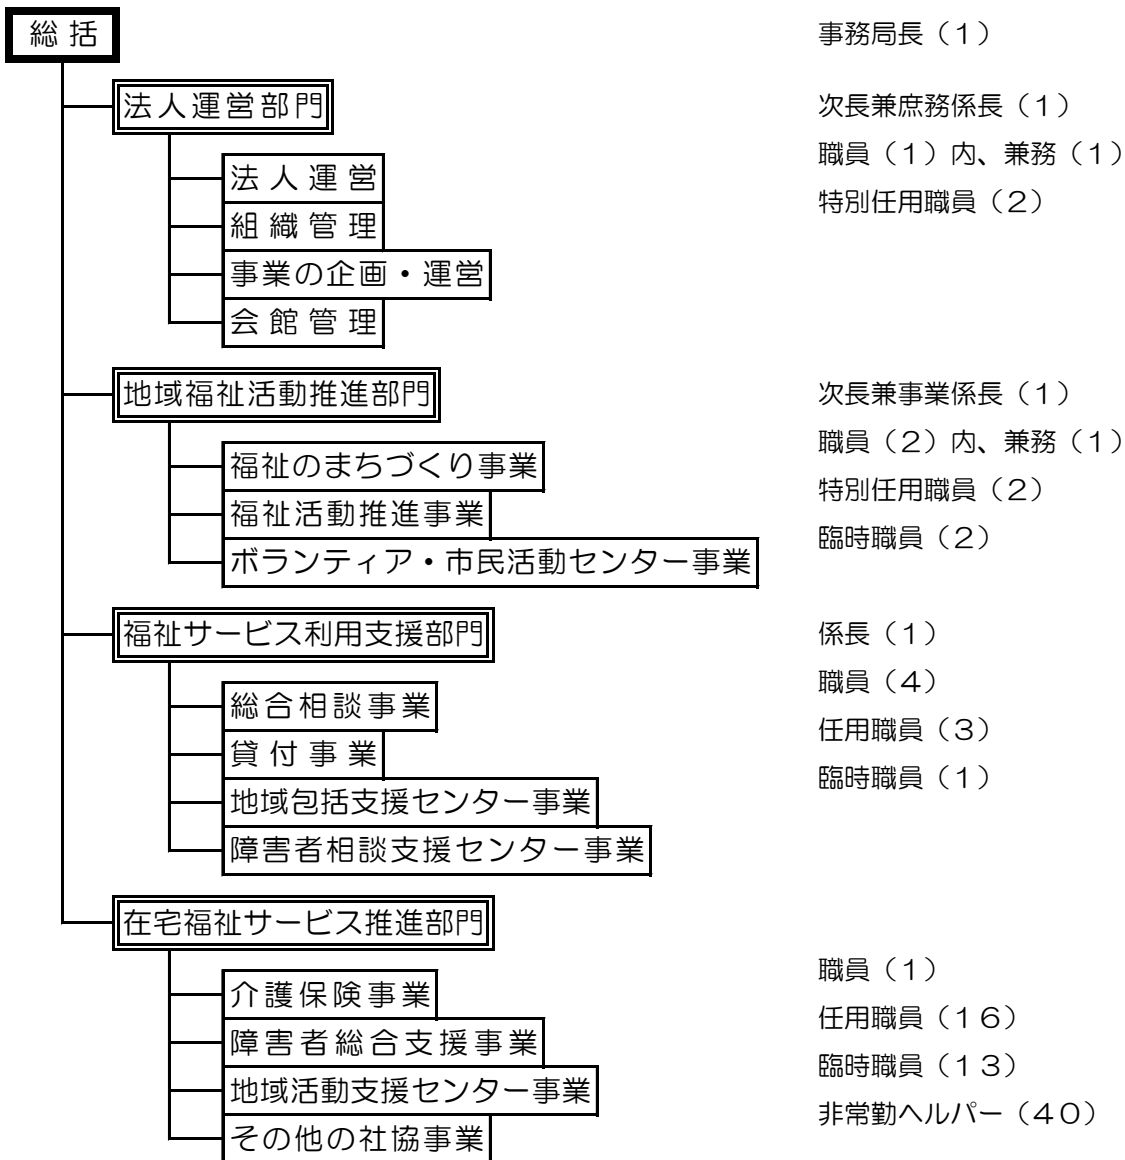 総括 事務局長(1)
法人運営部門 次長兼庶務係長(1)
職員(1)内、兼務(1)
法人運営
特別任用職員(2)
組織管理
事業の企画・運営
会館管理
地域福祉活動推進部門 次長兼事業係長(1)
職員(2)内、兼務(1)
福祉のまちづくり事業
特別任用職員(2)
福祉活動推進事業
臨時職員(2)
ボランティア・市民活動センター事業
福祉サービス利用支援部門 係長(1)
職員(4)
総合相談事業
任用職員(3)
貸付事業
臨時職員(1)
地域包括支援センター事業
障害者相談支援センター事業
在宅福祉サービス推進部門
職員(1)
介護保険事業
任用職員(16)
障害者総合支援事業
臨時職員(13)
地域活動支援センター事業
非常勤ヘルパー(40)
その他の社協事業